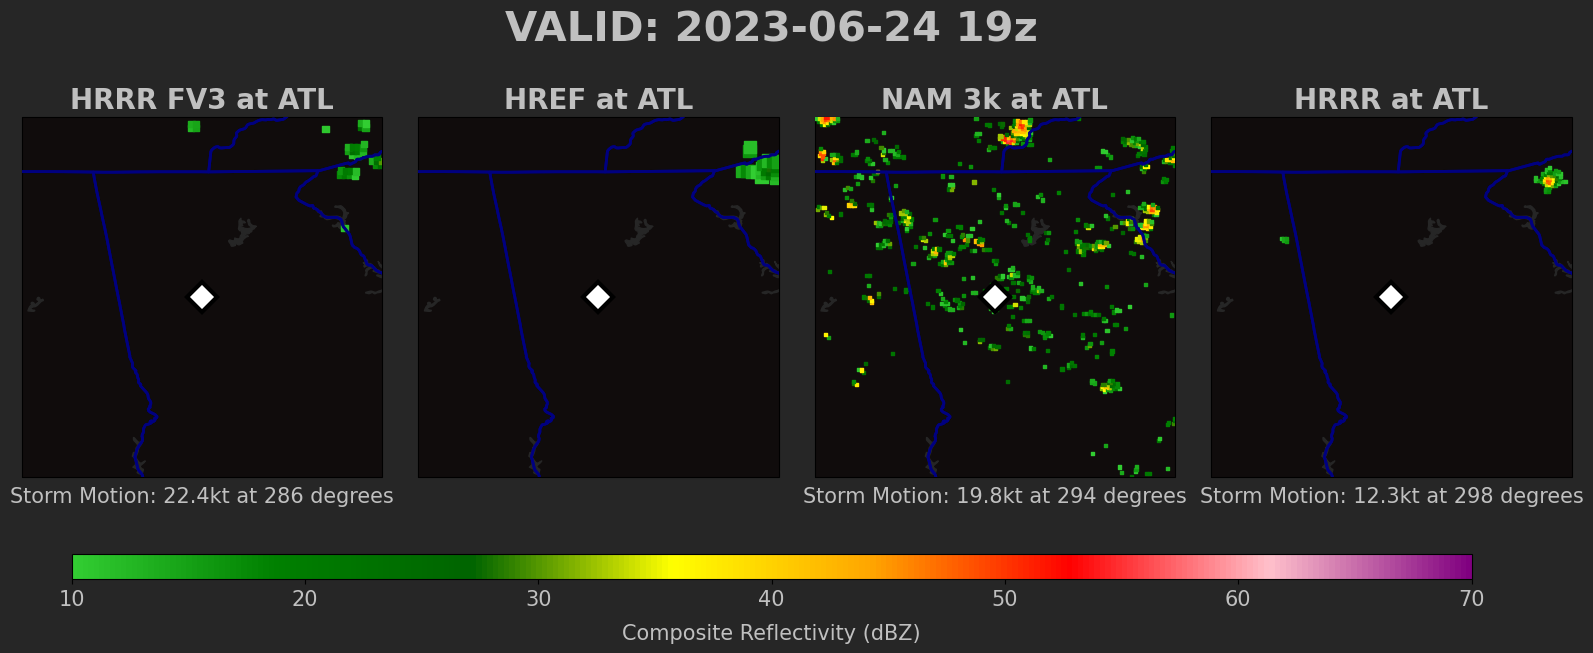 VALID: 2023-06-24 19z
HRRR FV3 at ATL
HREF at ATL
NAM 3k at ATL
HRRR at ATL
Storm Motion: 22.4kt at 286 degrees
Storm Motion: 19.8kt at 294 degrees
Storm Motion: 12.3kt at 298 degrees
10 20 30 40 50 60 70
Composite Reflectivity (dBZ)